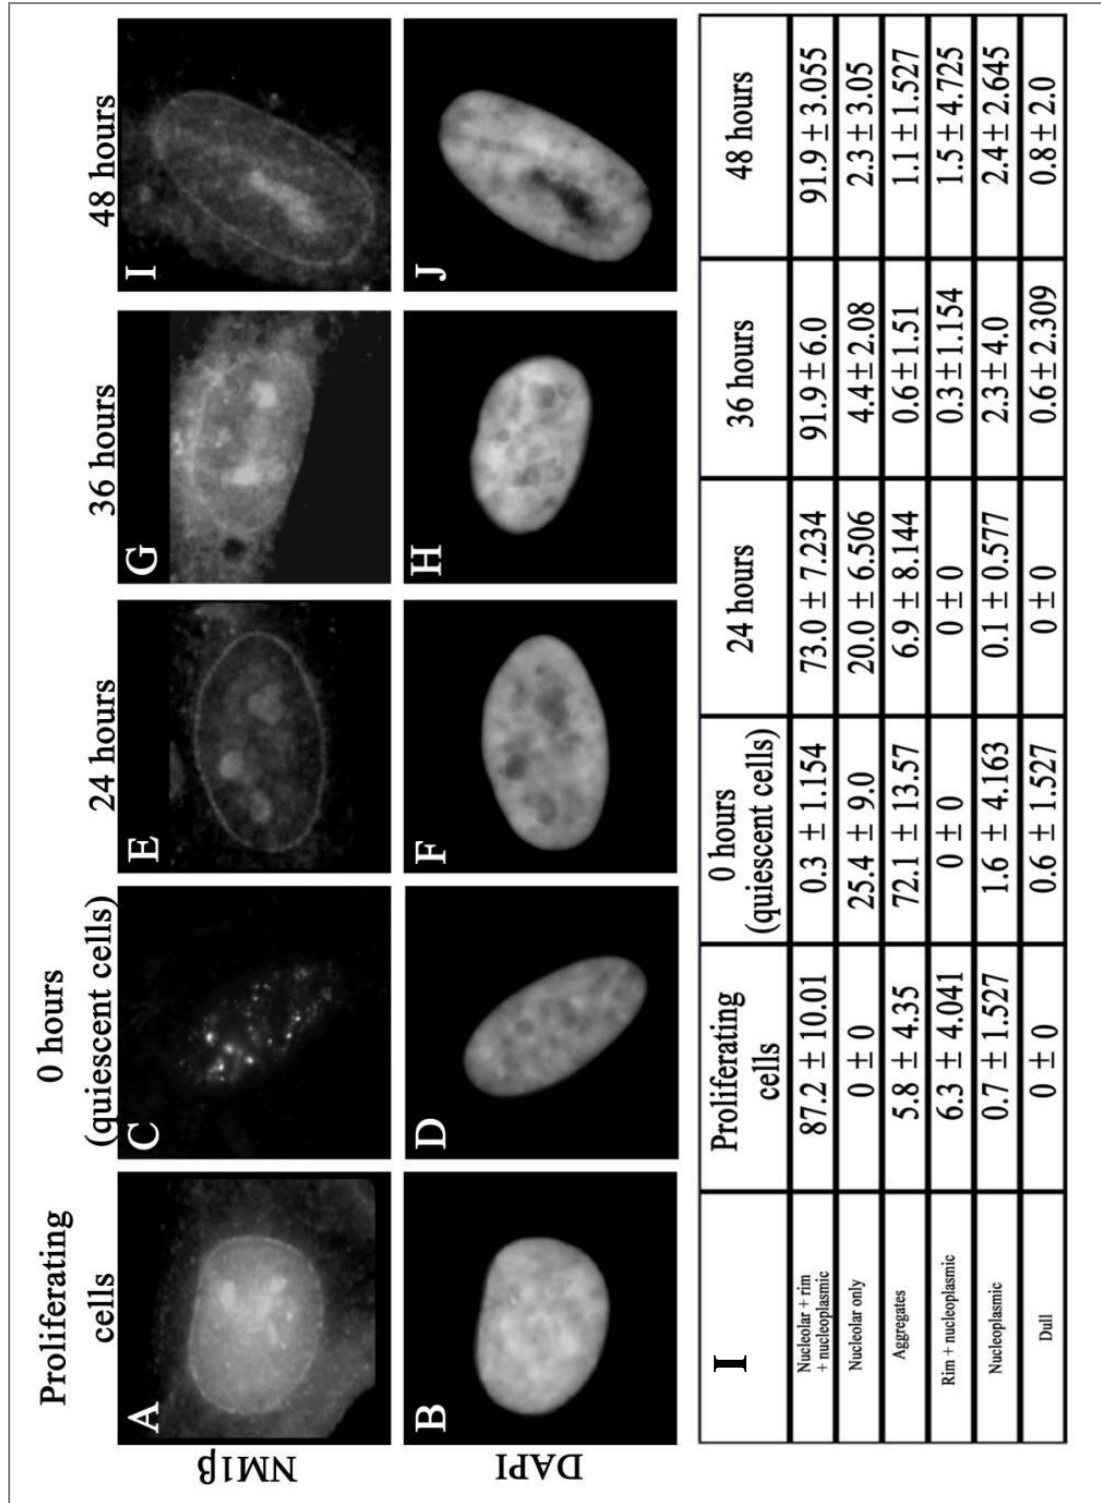 Proliferating
cells
0 hours
(quiescent cells)
24 hours
36 hours
48 hours
NM1β
A
C
E
G
I
DAPI
B
D
F
H
J
I
Proliferating
cells
0 hours
(quiescent cells)
24 hours
36 hours
48 hours
Nucleolar + rim
+ nucleoplasmic
87.2 ± 10.01
0.3 ± 1.154
73.0 ± 7.234
91.9 ± 6.0
91.9 ± 3.055
Nucleolar only
0 ± 0
25.4 ± 9.0
20.0 ± 6.506
4.4 ± 2.08
2.3 ± 3.05
Aggregates
5.8 ± 4.35
72.1 ± 13.57
6.9 ± 8.144
0.6 ± 1.51
1.1 ± 1.527
Rim + nucleoplasmic
6.3 ± 4.041
0 ± 0
0 ± 0
0.3 ± 1.154
1.5 ± 4.725
Nucleoplasmic
0.7 ± 1.527
1.6 ± 4.163
0.1 ± 0.577
2.3 ± 4.0
2.4 ± 2.645
Dull
0 ± 0
0.6 ± 1.527
0 ± 0
0.6 ± 2.309
0.8 ± 2.0